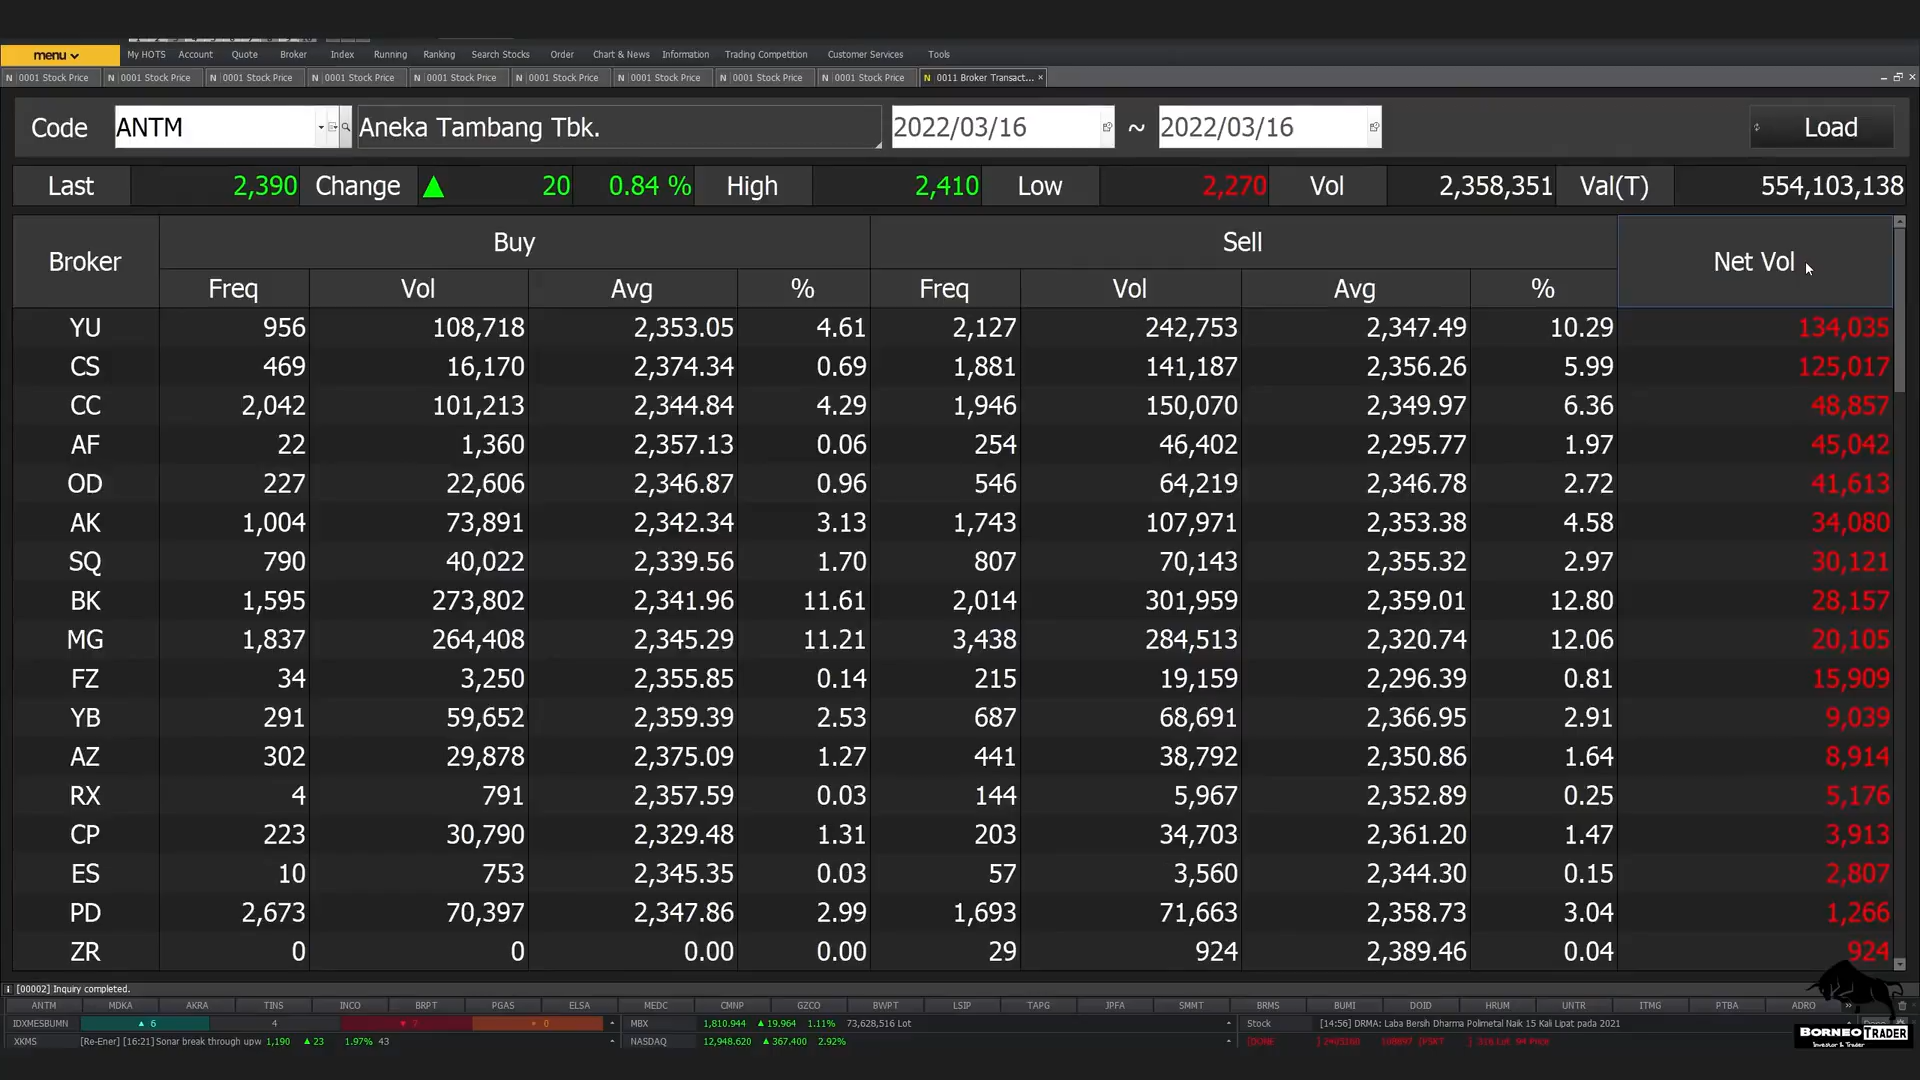 menu My HOTS Account Quote Broker Index Running Ranking Search Stocks Order Chart & News Information Trading Competition Customer Services Tools
N 0001 Stock Price N 0001 Stock Price N 0001 Stock Price N 0001 Stock Price N 0001 Stock Price N 0001 Stock Price N 0001 Stock Price N 0001 Stock Price N 0001 Stock Price N 0011 Broker Transact... ×
Code ANTM Aneka Tambang Tbk. 2022/03/16 ~ 2022/03/16 Load
Last 2,390 Change ▲ 20 0.84 % High 2,410 Low 2,270 Vol 2,358,351 Val(T) 554,103,138
Broker Buy Sell Net Vol
Freq Vol Avg % Freq Vol Avg %
YU 956 108,718 2,353.05 4.61 2,127 242,753 2,347.49 10.29 134,035
CS 469 16,170 2,374.34 0.69 1,881 141,187 2,356.26 5.99 125,017
CC 2,042 101,213 2,344.84 4.29 1,946 150,070 2,349.97 6.36 48,857
AF 22 1,360 2,357.13 0.06 254 46,402 2,295.77 1.97 45,042
OD 227 22,606 2,346.87 0.96 546 64,219 2,346.78 2.72 41,613
AK 1,004 73,891 2,342.34 3.13 1,743 107,971 2,353.38 4.58 34,080
SQ 790 40,022 2,339.56 1.70 807 70,143 2,355.32 2.97 30,121
BK 1,595 273,802 2,341.96 11.61 2,014 301,959 2,359.01 12.80 28,157
MG 1,837 264,408 2,345.29 11.21 3,438 284,513 2,320.74 12.06 20,105
FZ 34 3,250 2,355.85 0.14 215 19,159 2,296.39 0.81 15,909
YB 291 59,652 2,359.39 2.53 687 68,691 2,366.95 2.91 9,039
AZ 302 29,878 2,375.09 1.27 441 38,792 2,350.86 1.64 8,914
RX 4 791 2,357.59 0.03 144 5,967 2,352.89 0.25 5,176
CP 223 30,790 2,329.48 1.31 203 34,703 2,361.20 1.47 3,913
ES 10 753 2,345.35 0.03 57 3,560 2,344.30 0.15 2,807
PD 2,673 70,397 2,347.86 2.99 1,693 71,663 2,358.73 3.04 1,266
ZR 0 0 0.00 0.00 29 924 2,389.46 0.04 924
[00002] Inquiry completed.
ANTM MDKA AKRA TINS INCO BRPT PGAS ELSA MEDC CMNP GZCO BWPT LSIP TAPG JPFA SMMT BRMS BUMI DOID HRUM UNTR ITMG PTBA ADRO
IDXMESBUMN ▲ 6 4 ▼ 7 0 MBX 1,810.944 ▲ 19.964 1.11% 73,628,516 Lot Stock [14:56] DRMA: Laba Bersih Dharma Polimetal Naik 15 Kali Lipat pada 2021
XKMS [Re-Ener] [16:21] Sonar break through upw 1,190 ▲ 23 1.97% 43 NASDAQ 12,948.620 ▲ 367.400 2.92%
BORNEO TRADER
Investor & Trader